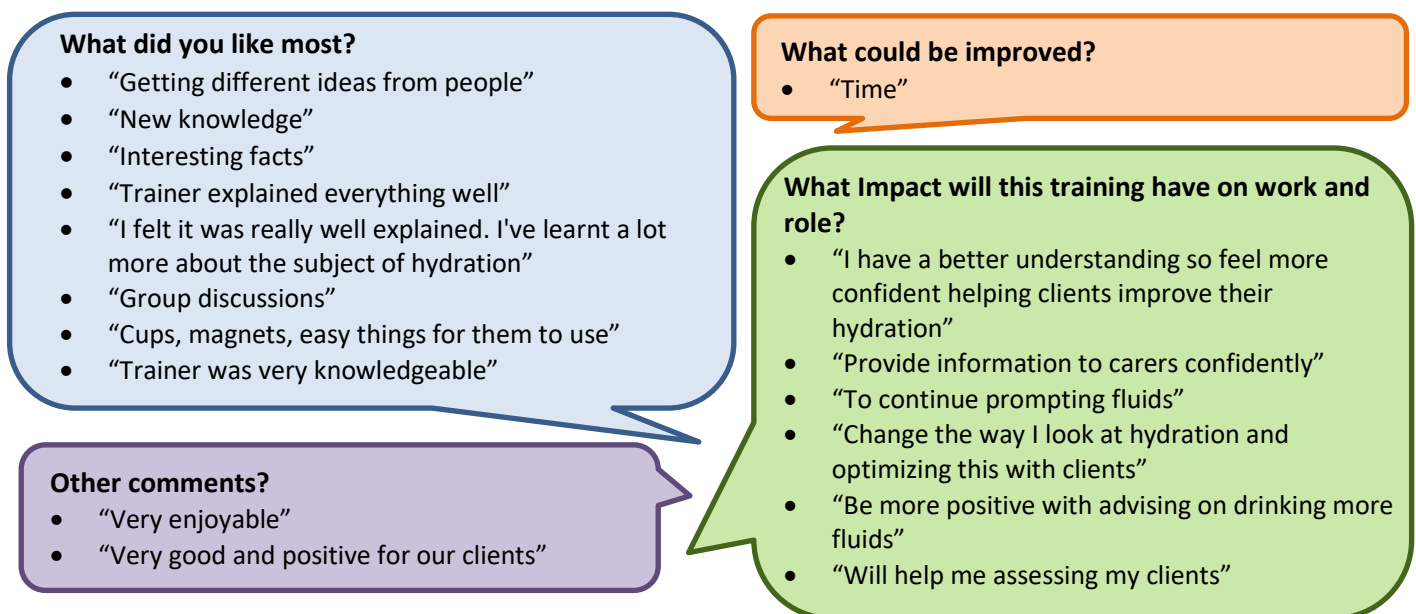 What did you like most?
• “Getting different ideas from people”
• “New knowledge”
• “Interesting facts”
• “Trainer explained everything well”
• “I felt it was really well explained. I've learnt a lot
more about the subject of hydration”
• “Group discussions”
• “Cups, magnets, easy things for them to use”
• “Trainer was very knowledgeable”
What could be improved?
• “Time”
What Impact will this training have on work and
role?
• “I have a better understanding so feel more
confident helping clients improve their
hydration”
• “Provide information to carers confidently”
• “To continue prompting fluids”
• “Change the way I look at hydration and
optimizing this with clients”
• “Be more positive with advising on drinking more
fluids”
• “Will help me assessing my clients”
Other comments?
• “Very enjoyable”
• “Very good and positive for our clients”